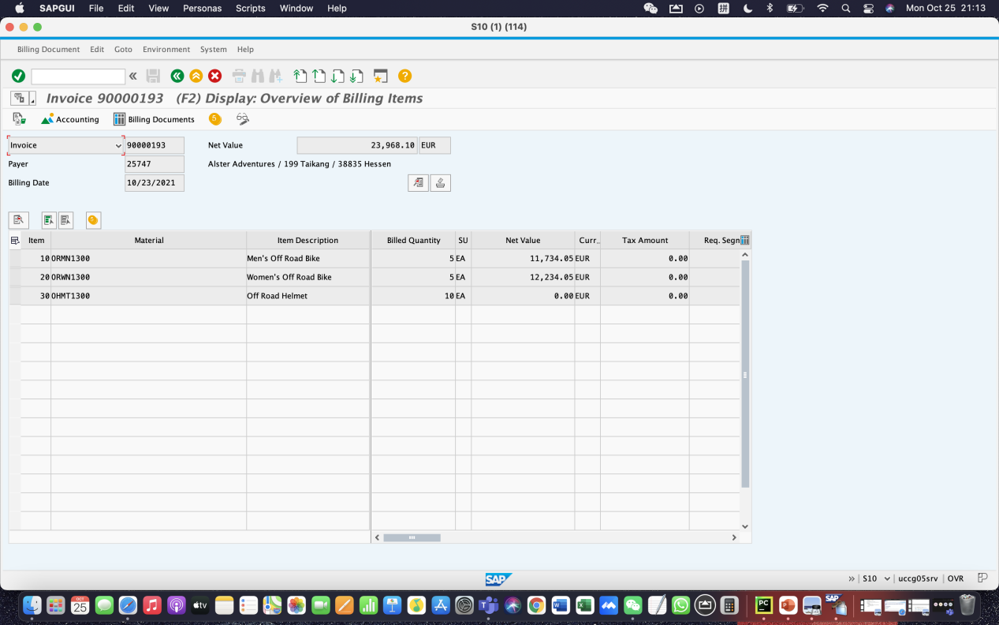 SAPGUI File Edit View Personas Scripts Window Help 拼 Mon Oct 25 21:13
S10 (1) (114)
Billing Document Edit Goto Environment System Help
Invoice 90000193 (F2) Display: Overview of Billing Items
Accounting Billing Documents 5
Invoice 90000193 Net Value 23,968.10 EUR
Payer 25747 Alster Adventures / 199 Taikang / 38835 Hessen
Billing Date 10/23/2021
Item Material Item Description Billed Quantity SU Net Value Curr.. Tax Amount Req. Segn
10 ORMN1300 Men's Off Road Bike 5 EA 11,734.05 EUR 0.00
20 ORWN1300 Women's Off Road Bike 5 EA 12,234.05 EUR 0.00
30 OHMT1300 Off Road Helmet 10 EA 0.00 EUR 0.00
SAP S10 uccg05srv OVR
OCT 25 tv PC SAP